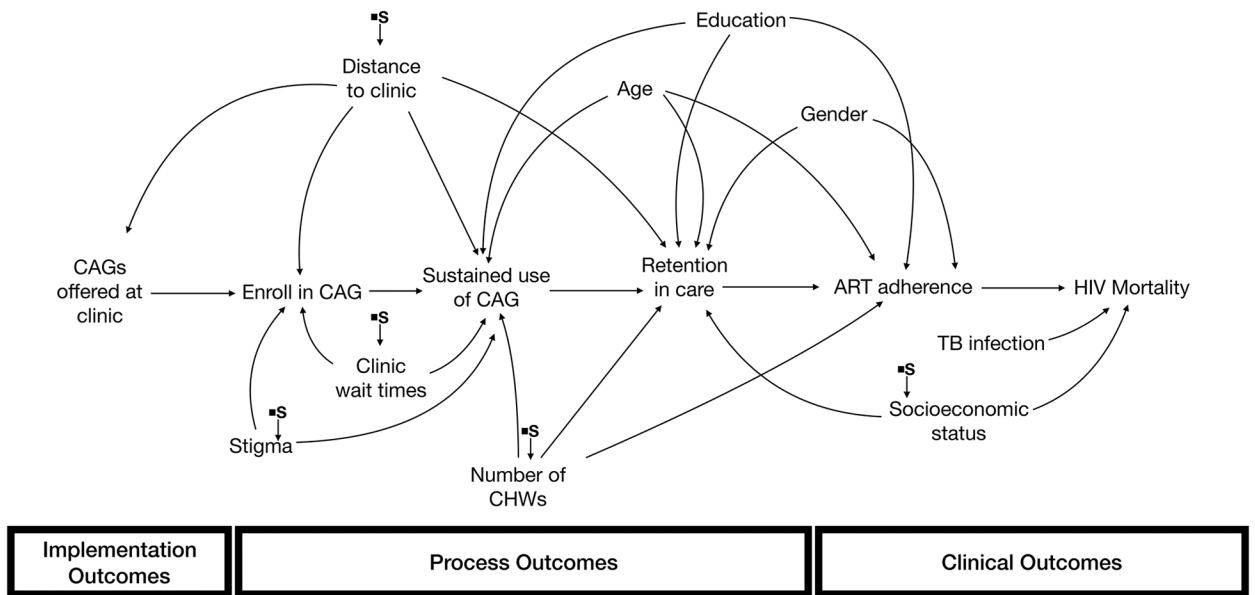 ■S
Education
Distance
to clinic
Age
Gender
CAGs
offered at
clinic
Enroll in CAG
Sustained use
of CAG
Retention
in care
ART adherence
HIV Mortality
■S
Clinic
wait times
TB infection
■S
Socioeconomic
status
■S
Stigma
■S
Number of
CHWs
Implementation
Outcomes
Process Outcomes
Clinical Outcomes